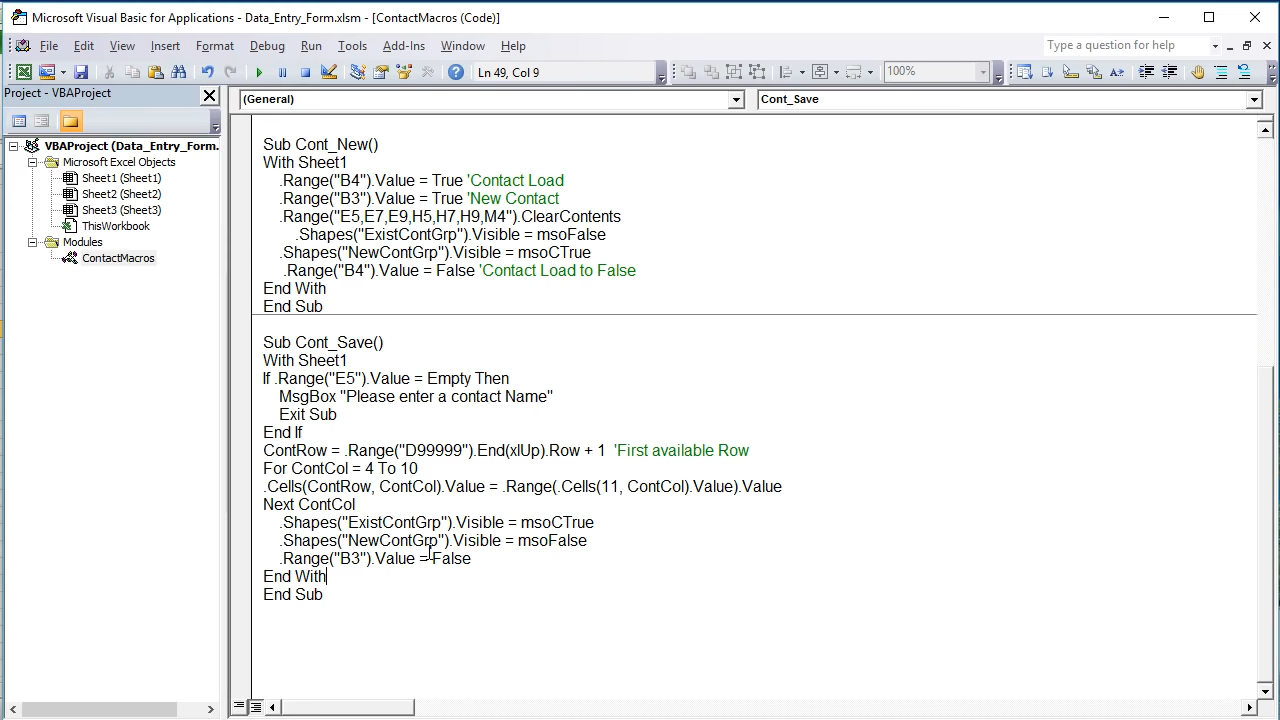 Microsoft Visual Basic for Applications - Data_Entry_Form.xlsm - [ContactMacros (Code)]
File Edit View Insert Format Debug Run Tools Add-Ins Window Help
Type a question for help
Ln 49, Col 9
100%
Project - VBAProject
(General)
Cont_Save
VBAProject (Data_Entry_Form.
Microsoft Excel Objects
Sheet1 (Sheet1)
Sheet2 (Sheet2)
Sheet3 (Sheet3)
ThisWorkbook
Modules
ContactMacros
Sub Cont_New()
With Sheet1
.Range("B4").Value = True 'Contact Load
.Range("B3").Value = True 'New Contact
.Range("E5,E7,E9,H5,H7,H9,M4").ClearContents
.Shapes("ExistContGrp").Visible = msoFalse
.Shapes("NewContGrp").Visible = msoCTrue
.Range("B4").Value = False 'Contact Load to False
End With
End Sub
Sub Cont_Save()
With Sheet1
If .Range("E5").Value = Empty Then
MsgBox "Please enter a contact Name"
Exit Sub
End If
ContRow = .Range("D99999").End(xlUp).Row + 1 'First available Row
For ContCol = 4 To 10
.Cells(ContRow, ContCol).Value = .Range(.Cells(11, ContCol).Value).Value
Next ContCol
.Shapes("ExistContGrp").Visible = msoCTrue
.Shapes("NewContGrp").Visible = msoFalse
.Range("B3").Value = False
End With
End Sub